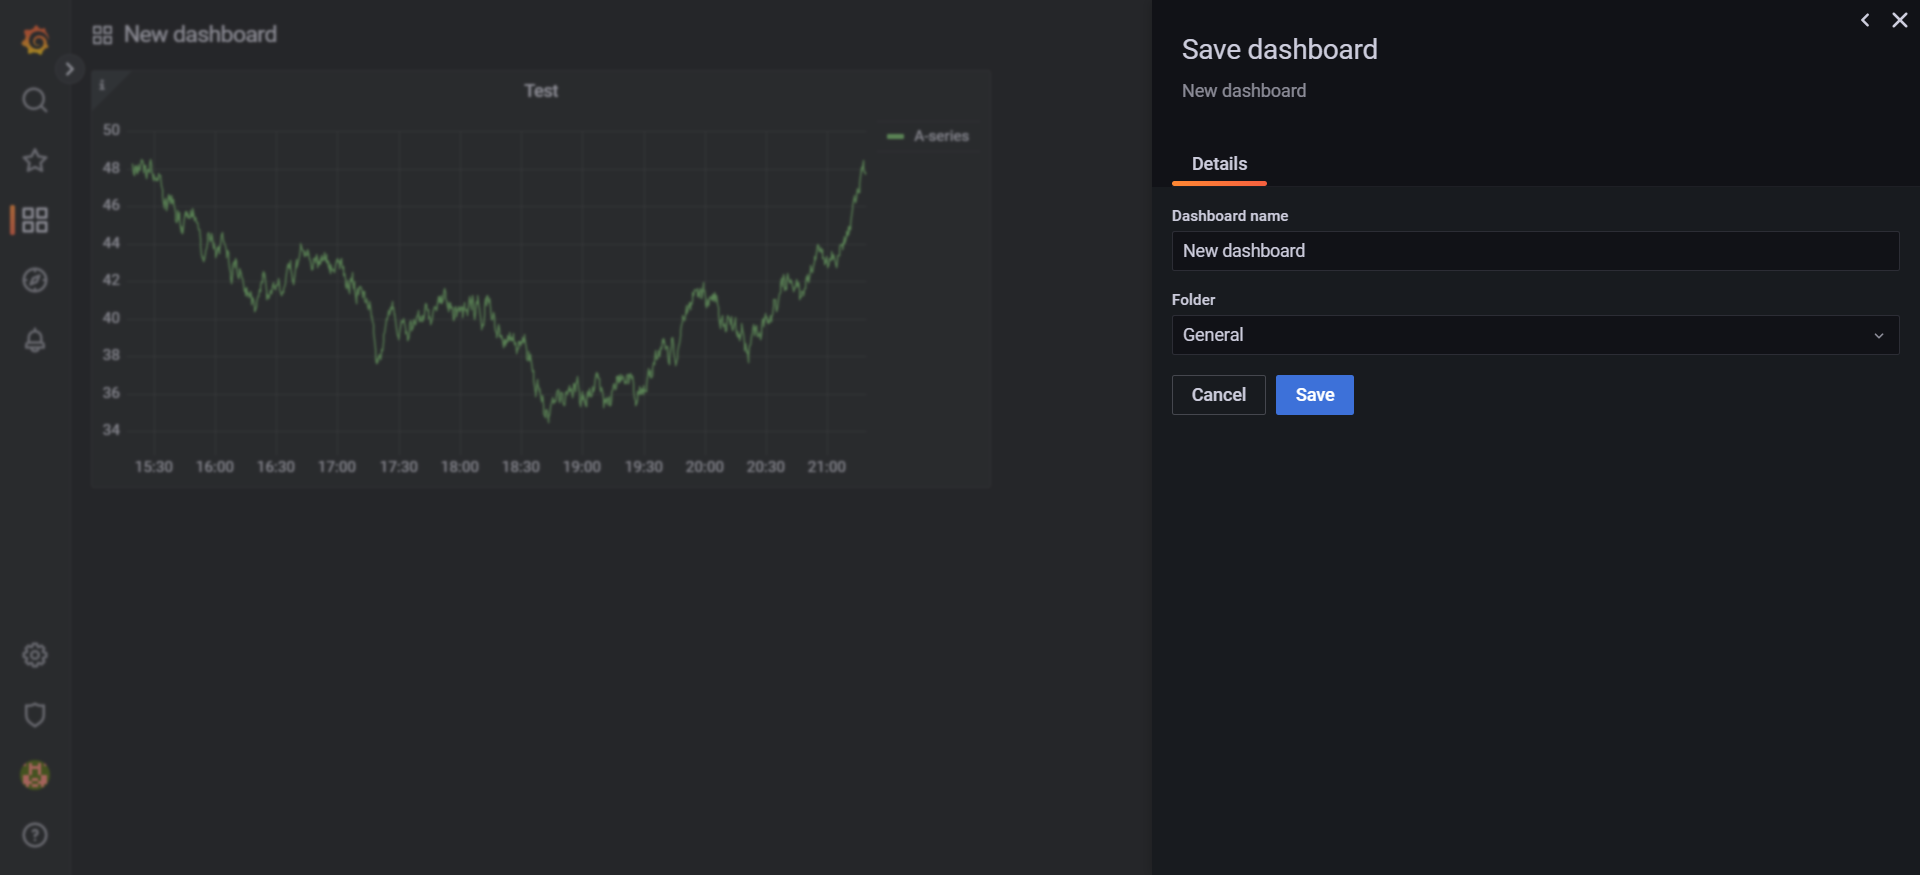 New dashboard
Test
50
48
46
44
42
40
38
36
34
15:30 16:00 16:30 17:00 17:30 18:00 18:30 19:00 19:30 20:00 20:30 21:00
A-series
Save dashboard
New dashboard
Details
Dashboard name
New dashboard
Folder
General
Cancel Save